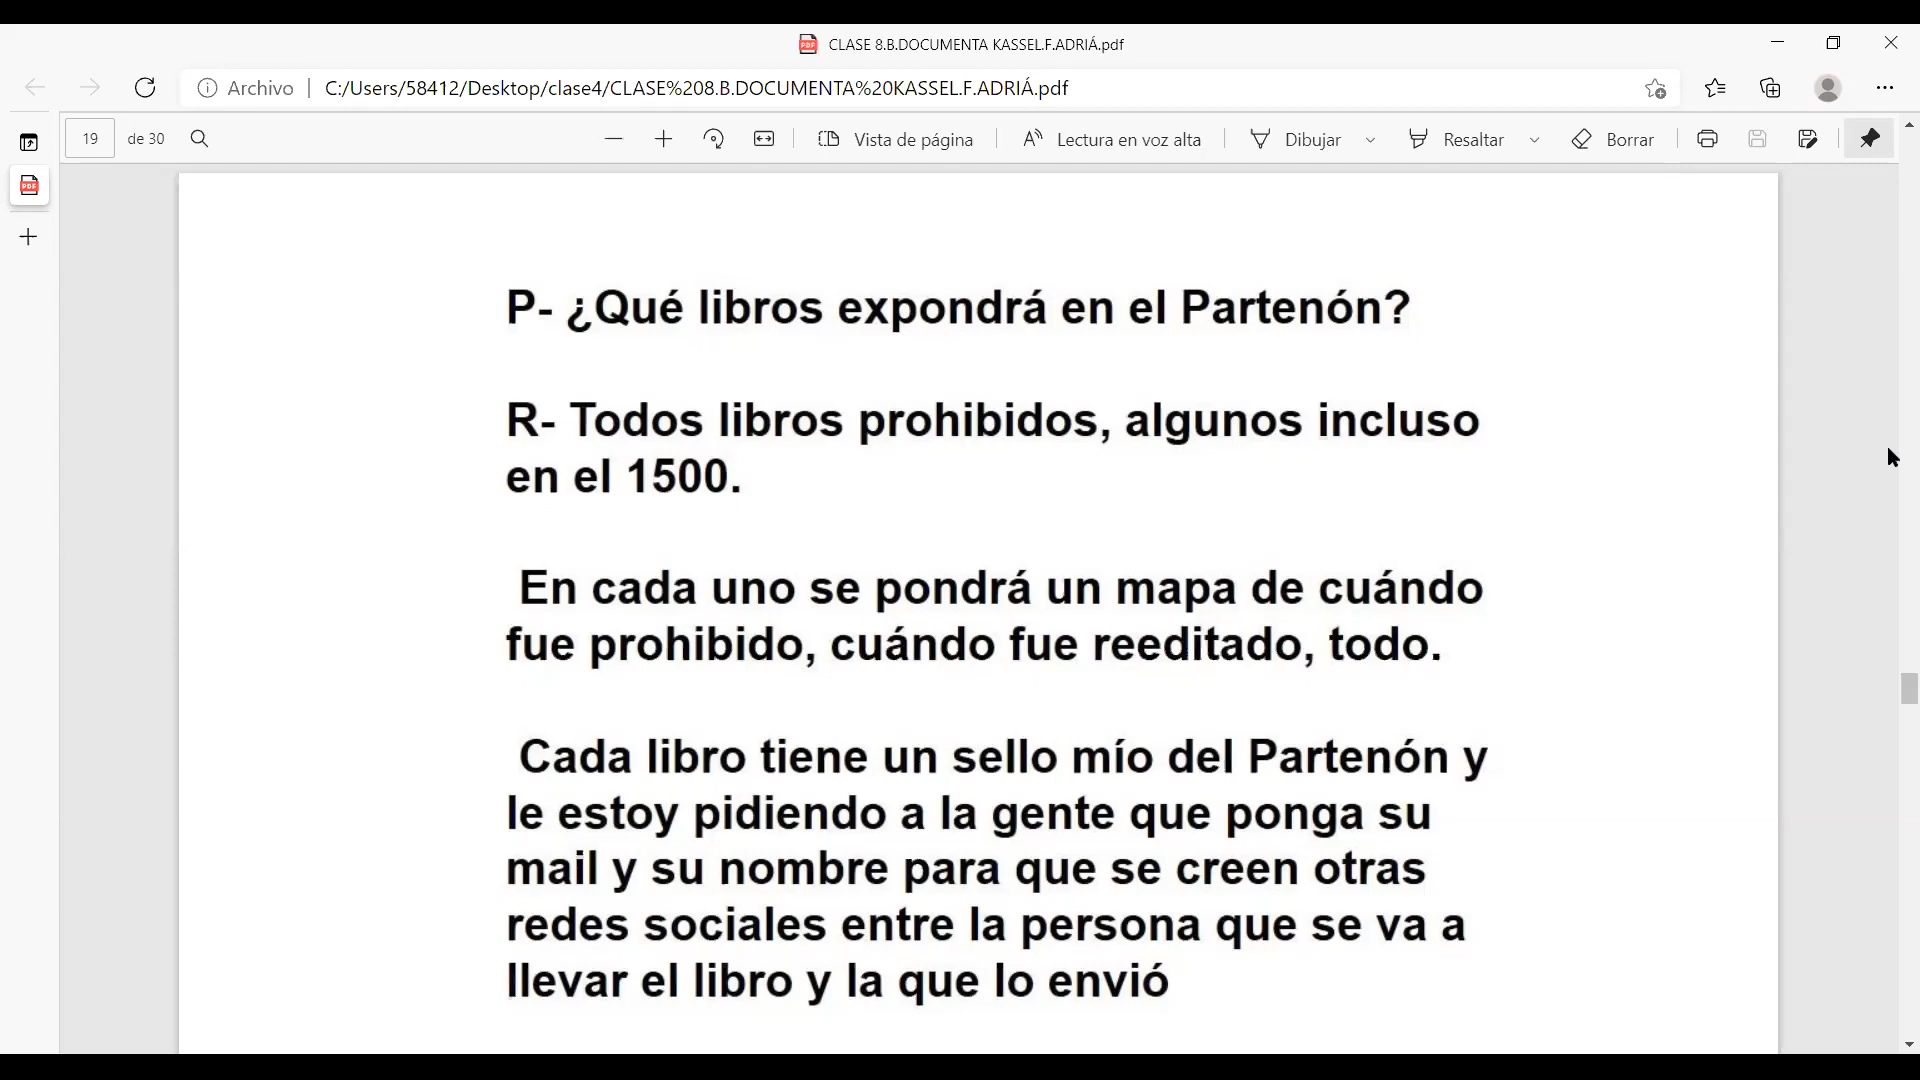 CLASE 8.B.DOCUMENTA KASSEL.F.ADRIÁ.pdf
Archivo | C:/Users/58412/Desktop/clase4/CLASE%208.B.DOCUMENTA%20KASSEL.F.ADRIÁ.pdf
19 de 30 Vista de página Lectura en voz alta Dibujar Resaltar Borrar
P- ¿Qué libros expondrá en el Partenón?
R- Todos libros prohibidos, algunos incluso
en el 1500.
En cada uno se pondrá un mapa de cuándo
fue prohibido, cuándo fue reeditado, todo.
Cada libro tiene un sello mío del Partenón y
le estoy pidiendo a la gente que ponga su
mail y su nombre para que se creen otras
redes sociales entre la persona que se va a
llevar el libro y la que lo envió